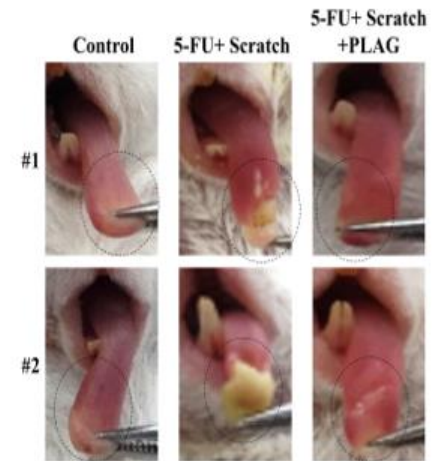 Control
5-FU+ Scratch
5-FU+ Scratch
+PLAG
#1
#2